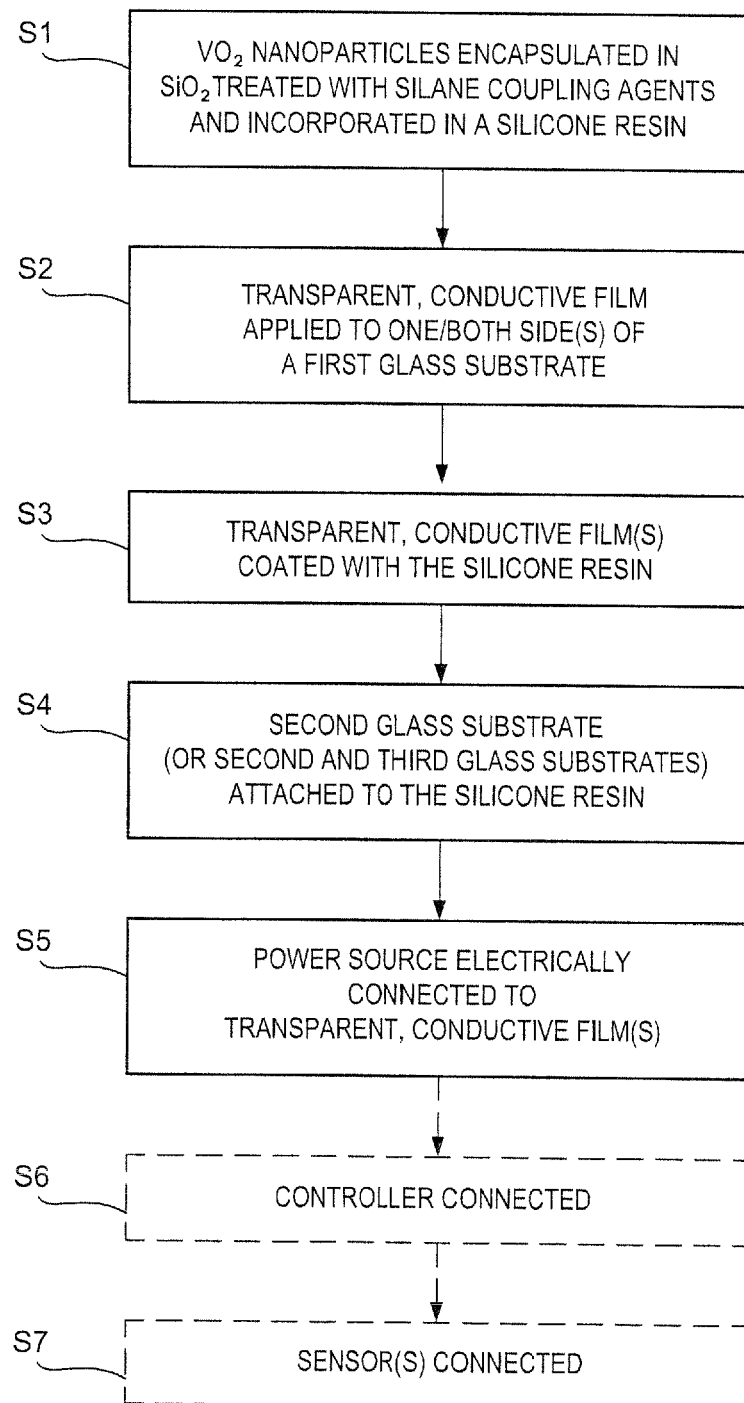 S1
VO₂ NANOPARTICLES ENCAPSULATED IN
SiO₂ TREATED WITH SILANE COUPLING AGENTS
AND INCORPORATED IN A SILICONE RESIN
S2
TRANSPARENT, CONDUCTIVE FILM
APPLIED TO ONE/BOTH SIDE(S) OF
A FIRST GLASS SUBSTRATE
S3
TRANSPARENT, CONDUCTIVE FILM(S)
COATED WITH THE SILICONE RESIN
S4
SECOND GLASS SUBSTRATE
(OR SECOND AND THIRD GLASS SUBSTRATES)
ATTACHED TO THE SILICONE RESIN
S5
POWER SOURCE ELECTRICALLY
CONNECTED TO
TRANSPARENT, CONDUCTIVE FILM(S)
S6
CONTROLLER CONNECTED
S7
SENSOR(S) CONNECTED